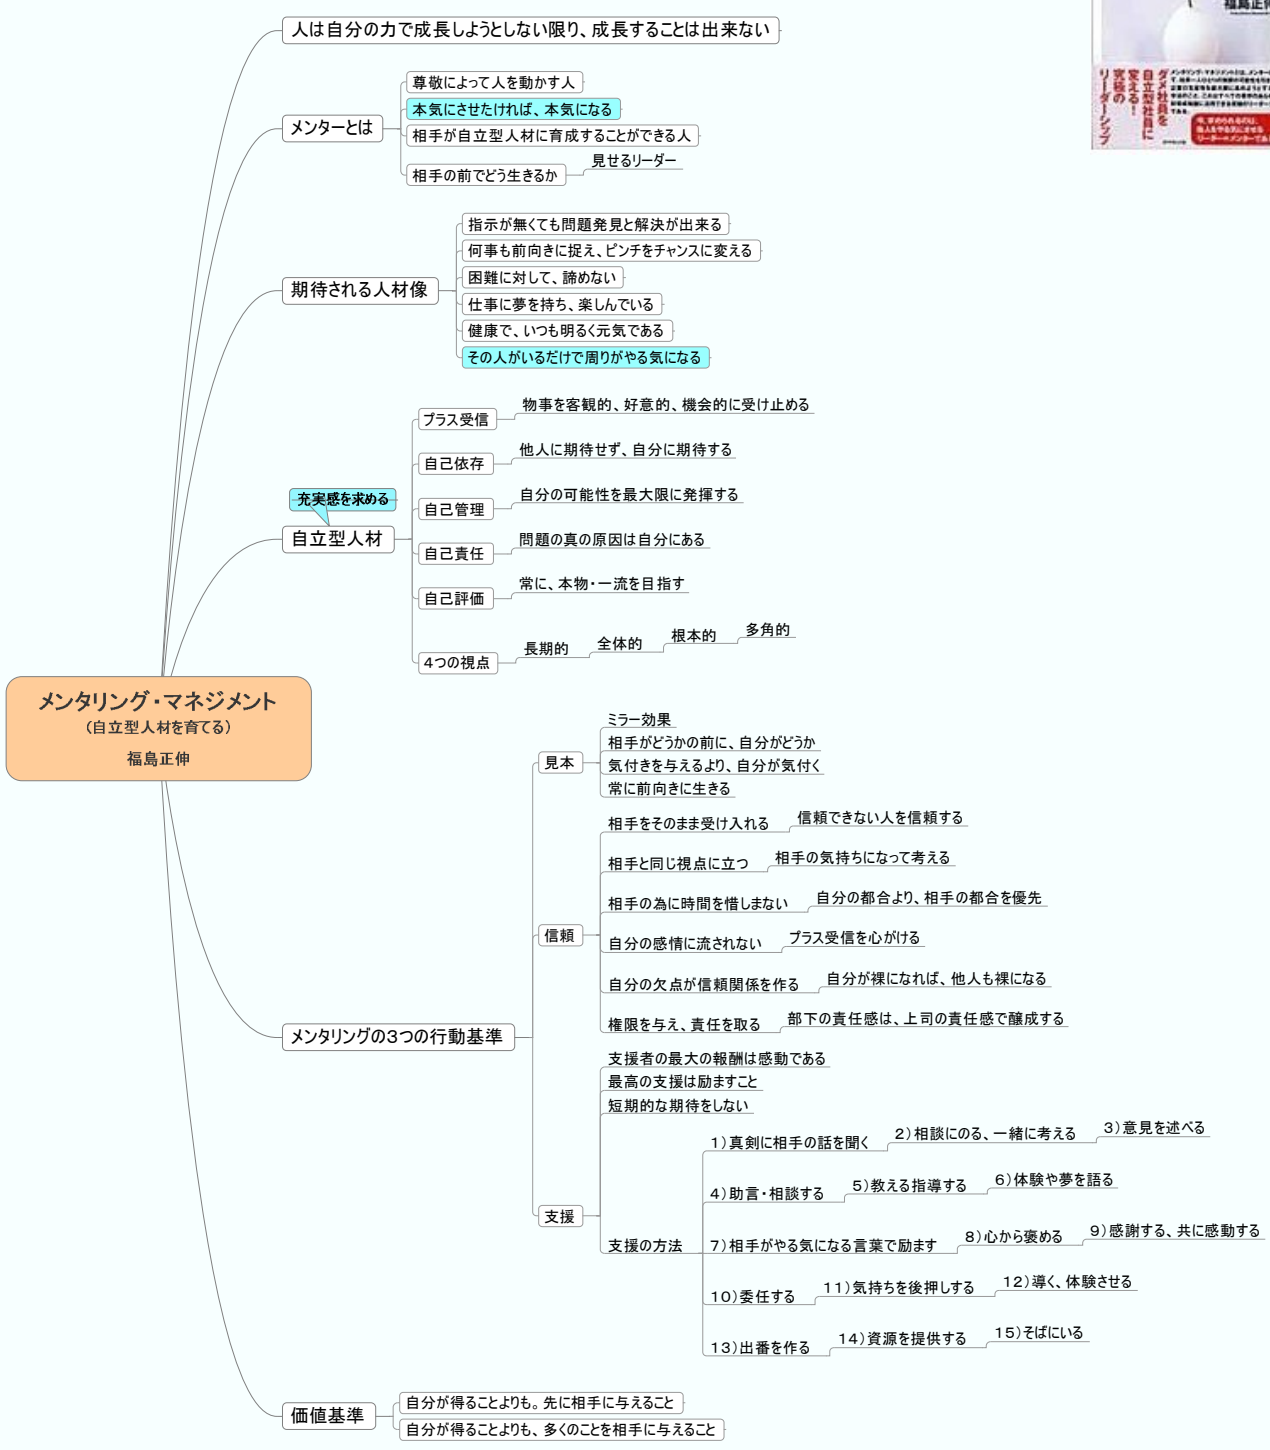 人は自分の力で成長しようとしない限り、成長することは出来ない
メンターとは
尊敬によって人を動かす人
本気にさせたければ、本気になる
相手が自立型人材に育成することができる人
相手の前でどう生きるか
見せるリーダー
期待される人材像
指示が無くても問題発見と解決が出来る
何事も前向きに捉え、ピンチをチャンスに変える
困難に対して、諦めない
仕事に夢を持ち、楽しんでいる
健康で、いつも明るく元気である
その人がいるだけで周りがやる気になる
充実感を求める
自立型人材
プラス受信
物事を客観的、好意的、機会的に受け止める
自己依存
他人に期待せず、自分に期待する
自己管理
自分の可能性を最大限に発揮する
自己責任
問題の真の原因は自分にある
自己評価
常に、本物・一流を目指す
4つの視点
長期的
全体的
根本的
多角的
メンタリング・マネジメント
(自立型人材を育てる)
福島正伸
メンタリングの3つの行動基準
見本
ミラー効果
相手がどうかの前に、自分がどうか
気付きを与えるより、自分が気付く
常に前向きに生きる
信頼
相手をそのまま受け入れる
信頼できない人を信頼する
相手と同じ視点に立つ
相手の気持ちになって考える
相手の為に時間を惜しまない
自分の都合より、相手の都合を優先
自分の感情に流されない
プラス受信を心がける
自分の欠点が信頼関係を作る
自分が裸になれば、他人も裸になる
権限を与え、責任を取る
部下の責任感は、上司の責任感で醸成する
支援
支援者の最大の報酬は感動である
最高の支援は励ますこと
短期的な期待をしない
支援の方法
1)真剣に相手の話を聞く
2)相談にのる、一緒に考える
3)意見を述べる
4)助言・相談する
5)教える指導する
6)体験や夢を語る
7)相手がやる気になる言葉で励ます
8)心から褒める
9)感謝する、共に感動する
10)委任する
11)気持ちを後押しする
12)導く、体験させる
13)出番を作る
14)資源を提供する
15)そばにいる
価値基準
自分が得ることよりも。先に相手に与えること
自分が得ることよりも、多くのことを相手に与えること
福島正伸
ダメ社員を
自立型社員に
変える!
究極の
リーダーシップ